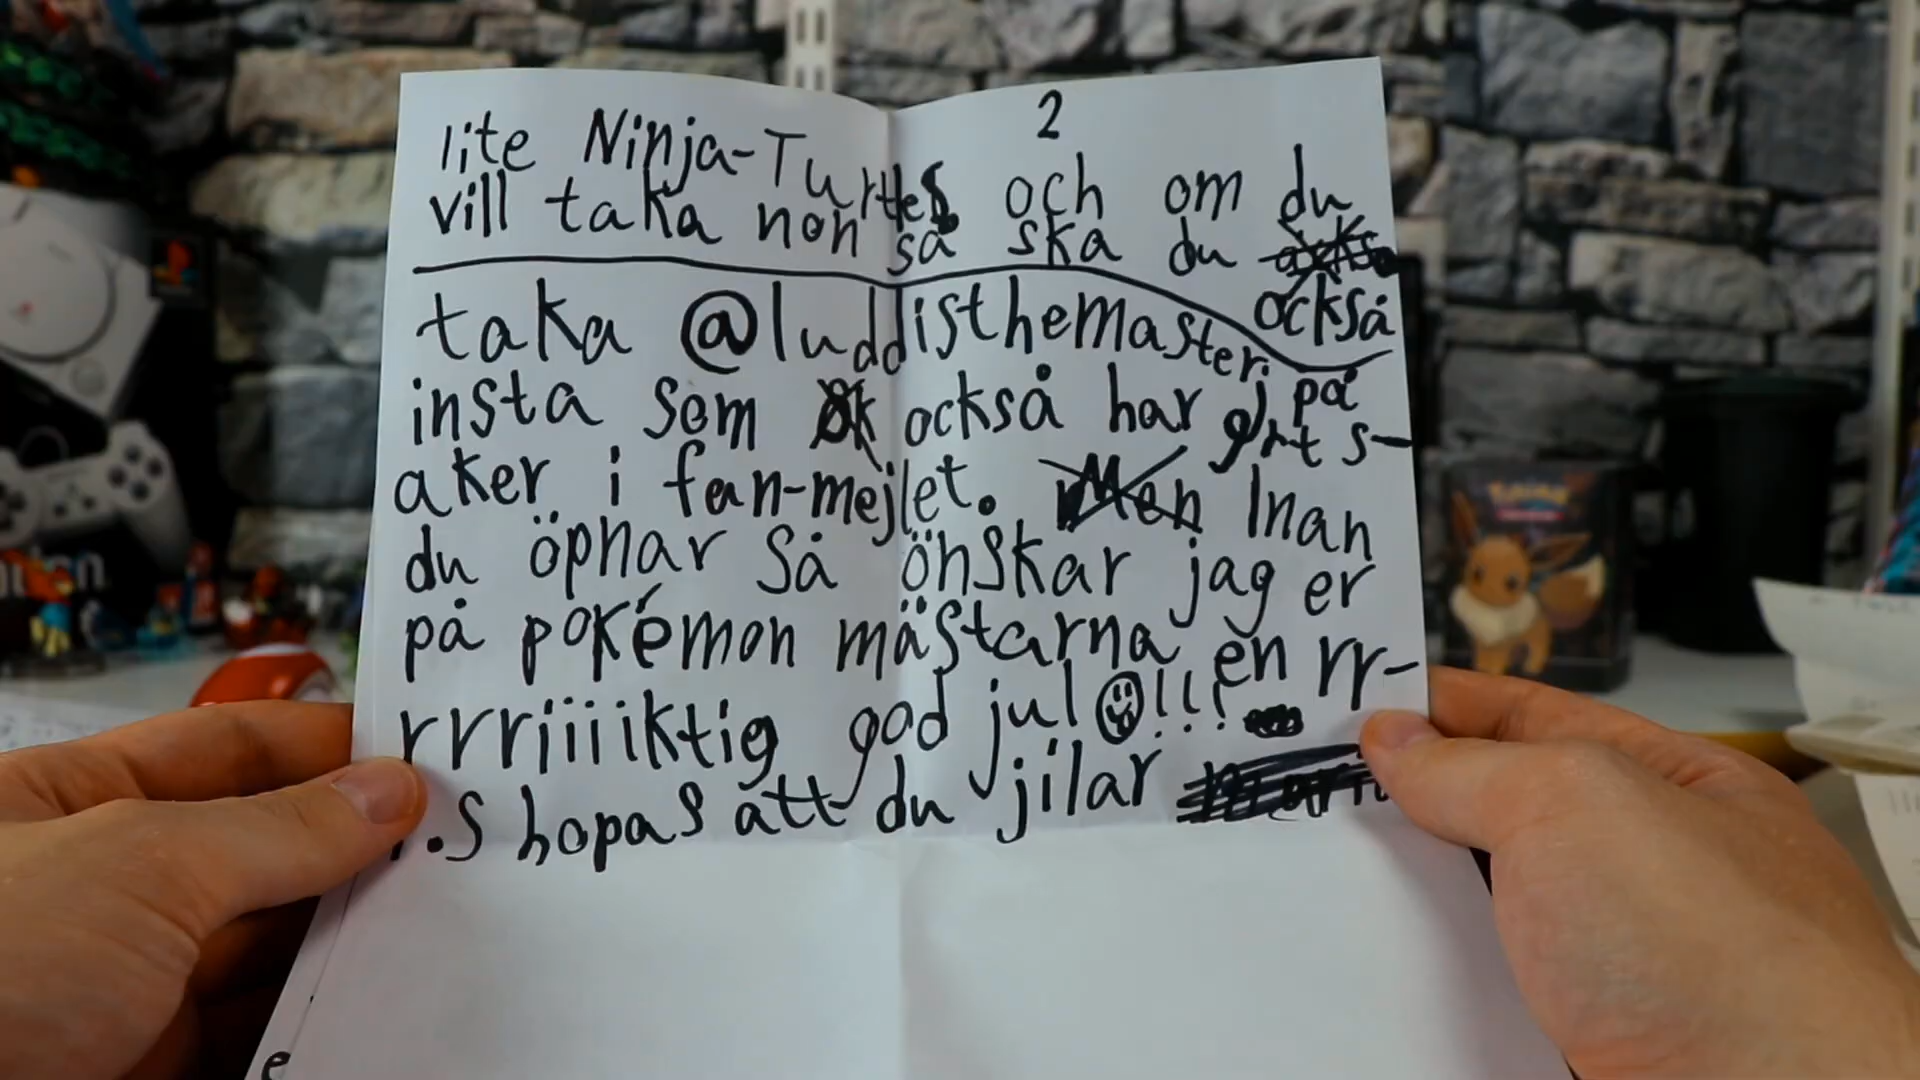 2
lite Ninja-Turtles och om du
vill taka non så ska du
också
taka @luddisthemaster på
insta som också har gjrt s-
aker i fan-mejlet. Inan
du öpnar så önskar jag er
på pokémon mästarna en rr-
rrrriiiiktig god jul !!!
.S hopas att du jilar